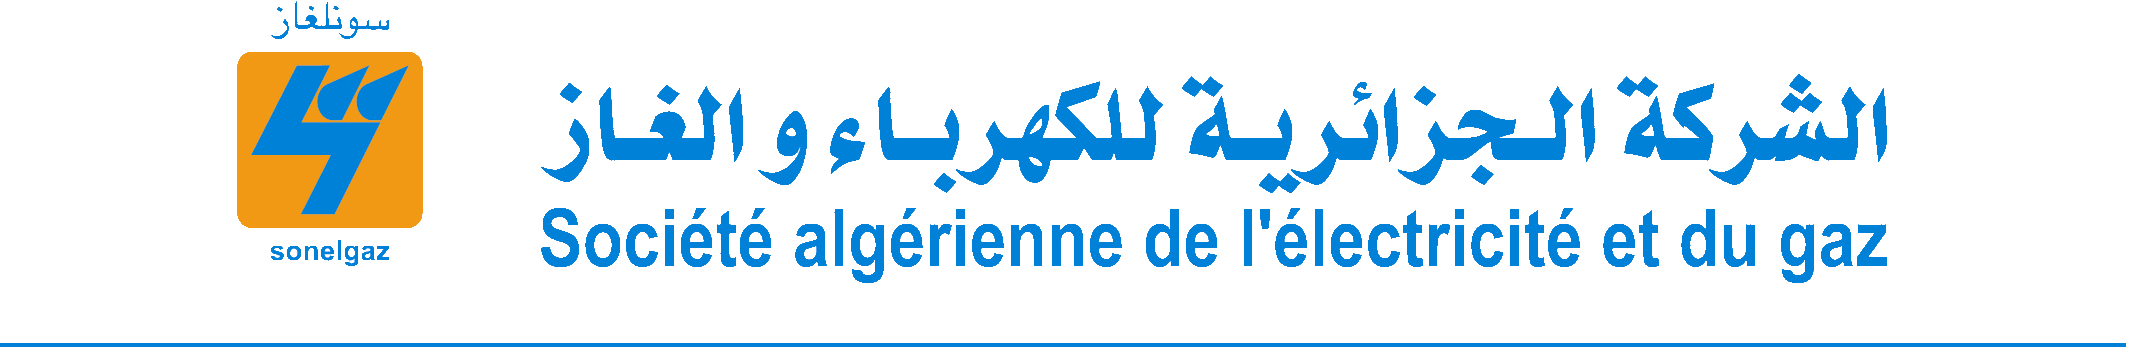 سونلغاز
sonelgaz
الشركة الجزائرية للكهرباء و الغاز
Société algérienne de l'électricité et du gaz